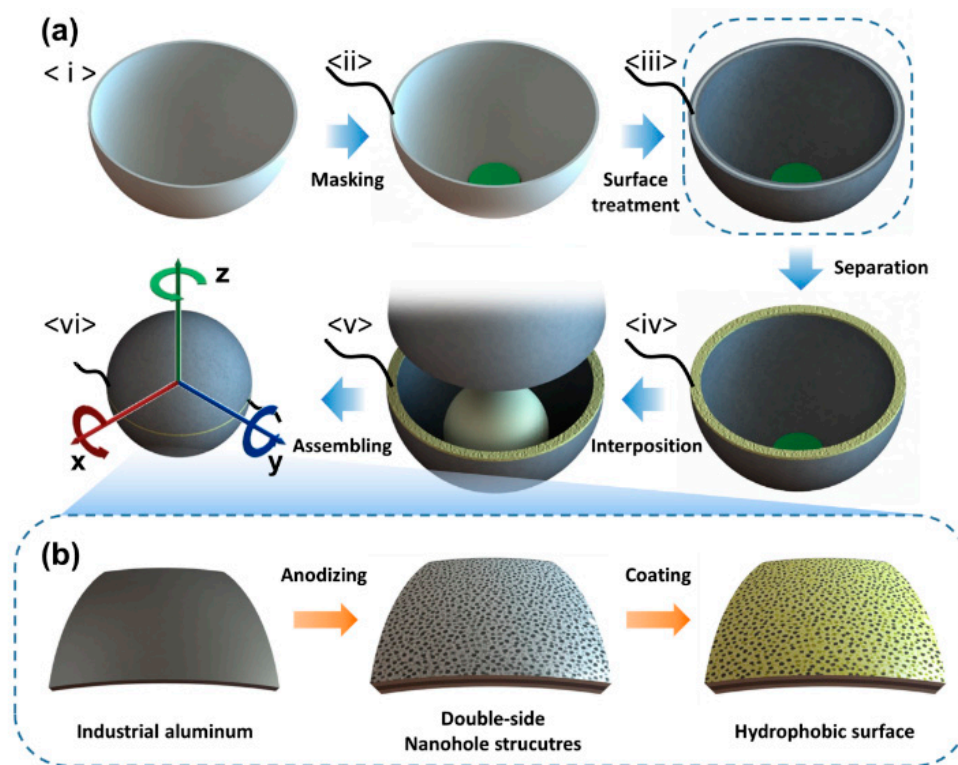 (a)
< i >
<ii>
<iii>
Masking
Surface
treatment
Separation
<vi>
z
x
y
<v>
<iv>
Assembling
Interposition
(b)
Anodizing
Coating
Industrial aluminum
Double-side
Nanohole strucutres
Hydrophobic surface